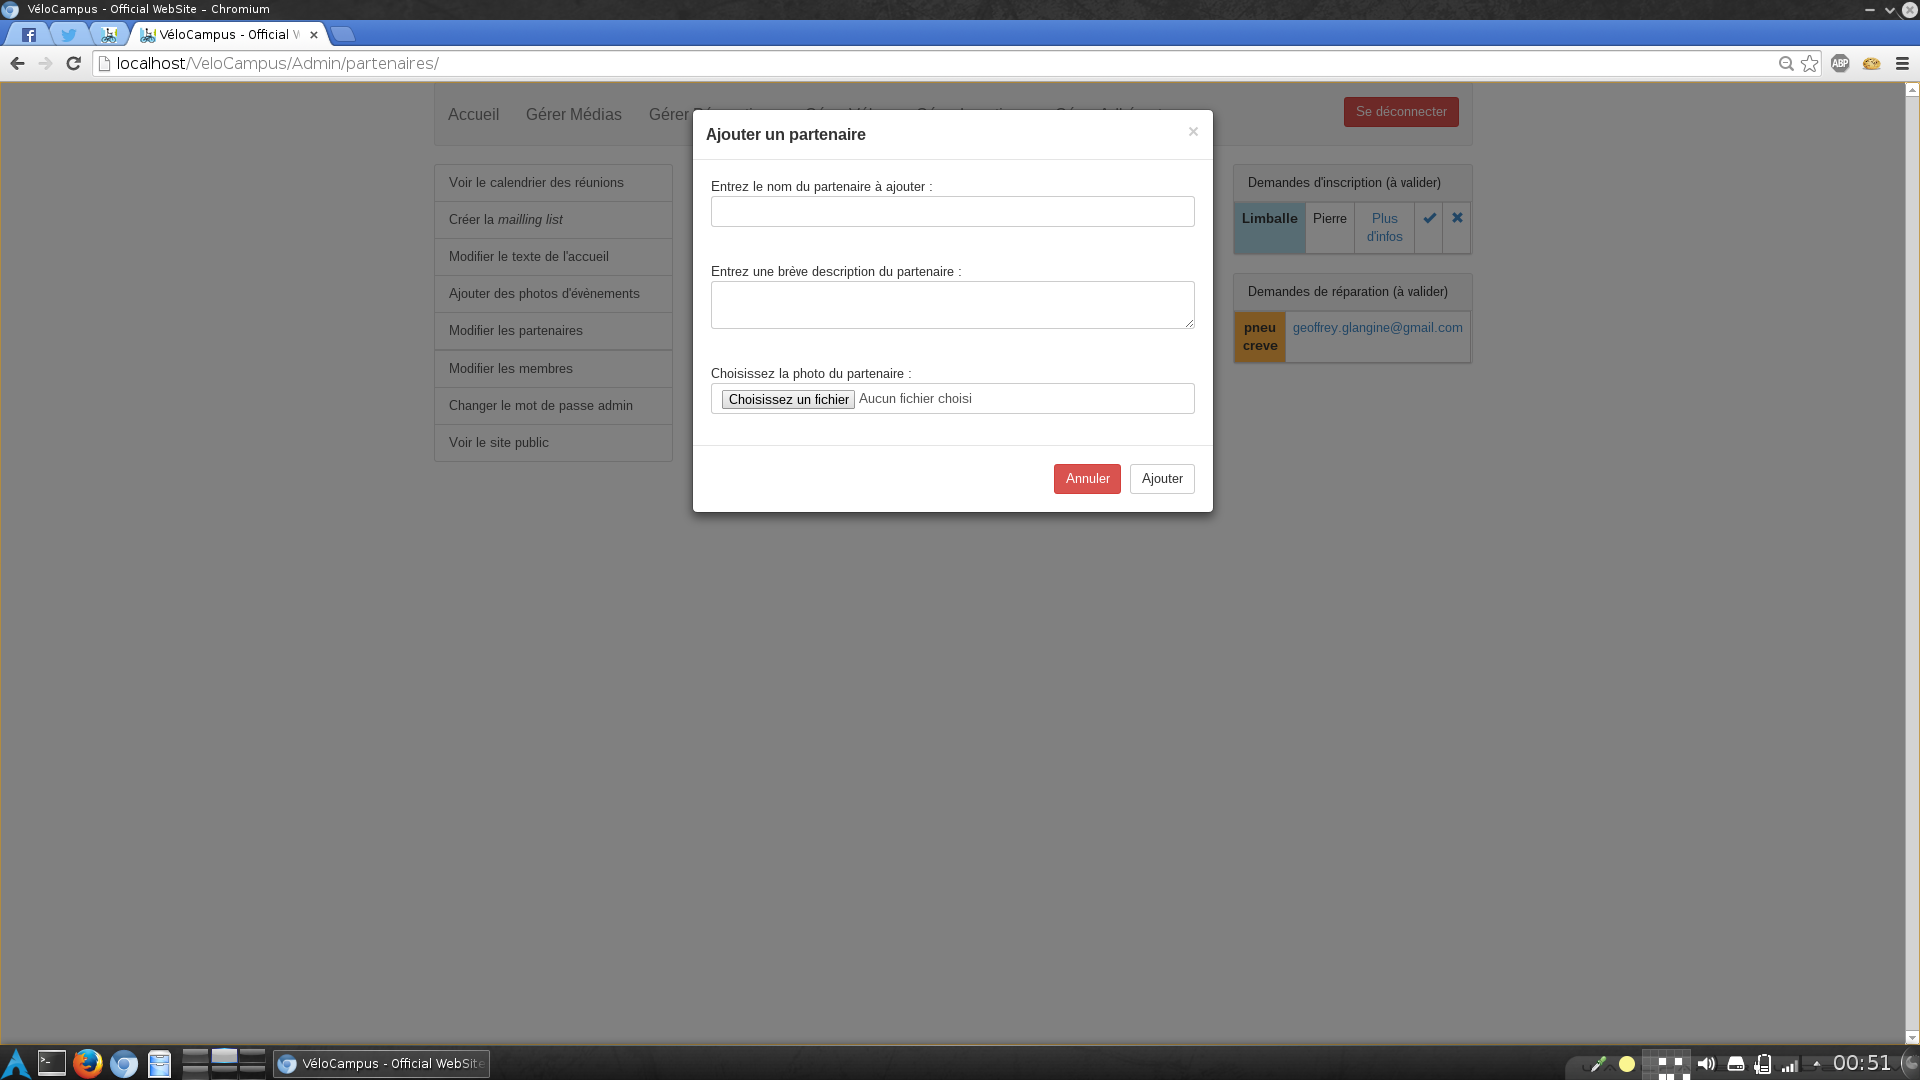 VéloCampus - Official WebSite - Chromium
VéloCampus - Official
localhost/VeloCampus/Admin/partenaires/
ABP
Accueil
Gérer Médias
Gérer
Se déconnecter
Ajouter un partenaire
×
Entrez le nom du partenaire à ajouter :
Entrez une brève description du partenaire :
Choisissez la photo du partenaire :
Choisissez un fichier Aucun fichier choisi
Annuler
Ajouter
Voir le calendrier des réunions
Créer la mailling list
Modifier le texte de l'accueil
Ajouter des photos d'évènements
Modifier les partenaires
Modifier les membres
Changer le mot de passe admin
Voir le site public
Demandes d'inscription (à valider)
Limballe Pierre Plus
d'infos
Demandes de réparation (à valider)
pneu geoffrey.glangine@gmail.com
creve
VéloCampus - Official WebSite
00:51